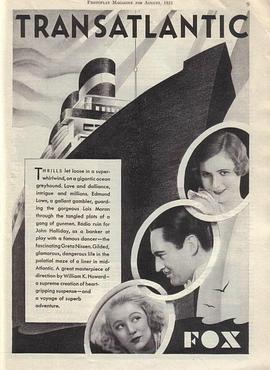 PHOTOPLAY MAGAZINE FOR AUGUST, 1931
TRANSATLANTIC
THRILLS let loose in a super-
whirlwind, on a gigantic ocean
greyhound. Love and dalliance,
intrigue and millions. Edmund
Lowe, a gallant gambler, guard-
ing the gorgeous Lois Moran
through the tangled plots of a
gang of gunmen. Radio ruin for
John Halliday, as a banker at
play with a famous dancer—the
fascinating Greta Nissen. Gilded,
glamorous, dangerous life in the
palatial maze of a liner in mid-
Atlantic. A great masterpiece of
direction by William K. Howard—
a supreme creation of heart-
gripping suspense—and
a voyage of superb
adventure.
FOX